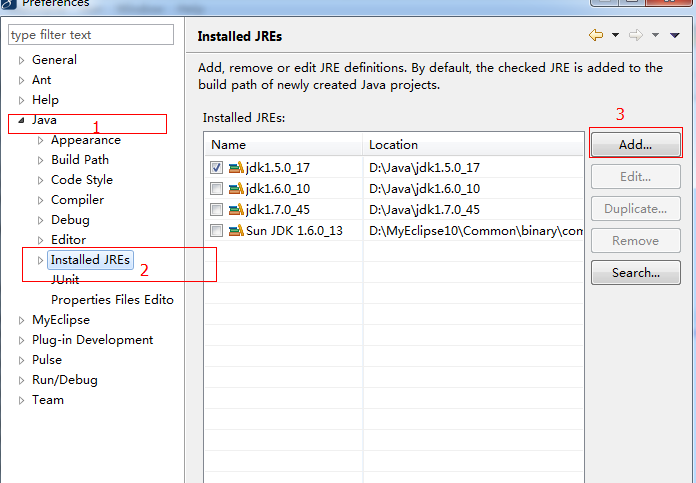 Preferences
type filter text
General
Ant
Help
Java
1
Appearance
Build Path
Code Style
Compiler
Debug
Editor
Installed JREs
2
JUnit
Properties Files Edito
MyEclipse
Plug-in Development
Pulse
Run/Debug
Team
Installed JREs
Add, remove or edit JRE definitions. By default, the checked JRE is added to the
build path of newly created Java projects.
Installed JREs:
Name Location
jdk1.5.0_17 D:\Java\jdk1.5.0_17
jdk1.6.0_10 D:\Java\jdk1.6.0_10
jdk1.7.0_45 D:\Java\jdk1.7.0_45
Sun JDK 1.6.0_13 D:\MyEclipse10\Common\binary\com
3
Add...
Edit...
Duplicate...
Remove
Search...